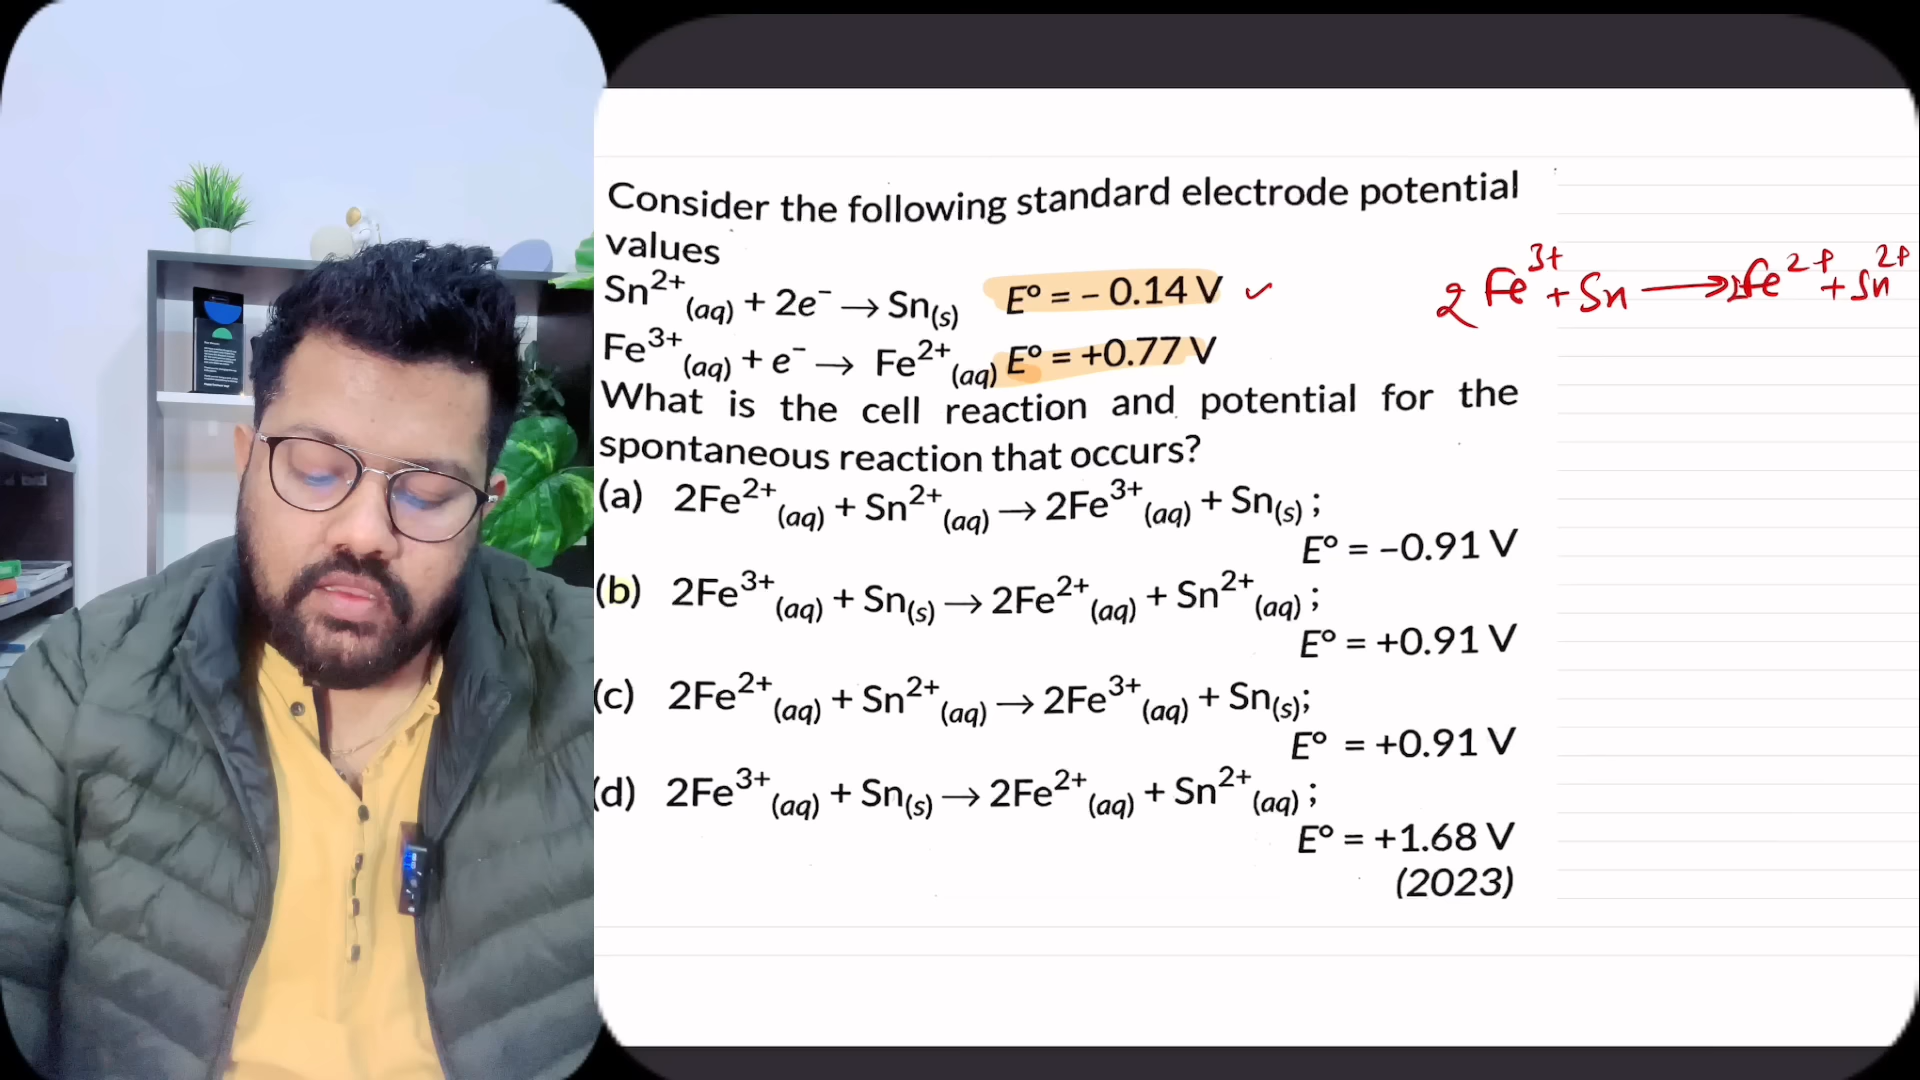 Consider the following standard electrode potential
values
Sn²⁺(aq) + 2e⁻ → Sn(s) E° = – 0.14 V ✓
2Fe³⁺ + Sn → 2Fe²⁺ + Sn²⁺
Fe³⁺(aq) + e⁻ → Fe²⁺(aq) E° = +0.77 V
What is the cell reaction and potential for the
spontaneous reaction that occurs?
(a) 2Fe²⁺(aq) + Sn²⁺(aq) → 2Fe³⁺(aq) + Sn(s) ;
E° = –0.91 V
(b) 2Fe³⁺(aq) + Sn(s) → 2Fe²⁺(aq) + Sn²⁺(aq) ;
E° = +0.91 V
(c) 2Fe²⁺(aq) + Sn²⁺(aq) → 2Fe³⁺(aq) + Sn(s);
E° = +0.91 V
(d) 2Fe³⁺(aq) + Sn(s) → 2Fe²⁺(aq) + Sn²⁺(aq) ;
E° = +1.68 V
(2023)